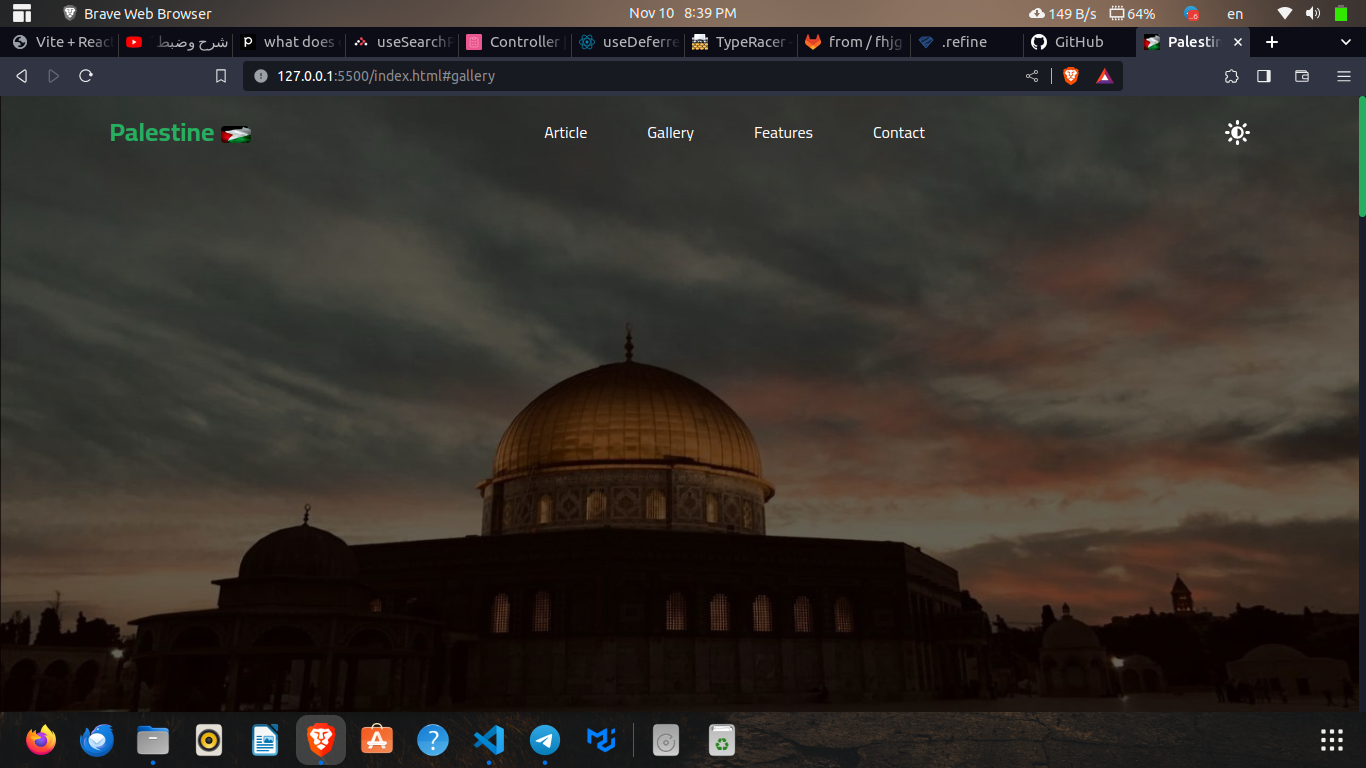 Brave Web Browser
Nov 10 8:39 PM
149 B/s
64%
en
Vite + Reac
شرح وضبط
what does
useSearchP
Controller
useDeferre
TypeRacer -
from / fhjg
.refine
GitHub
Palestin
127.0.0.1:5500/index.html#gallery
Palestine
Article
Gallery
Features
Contact